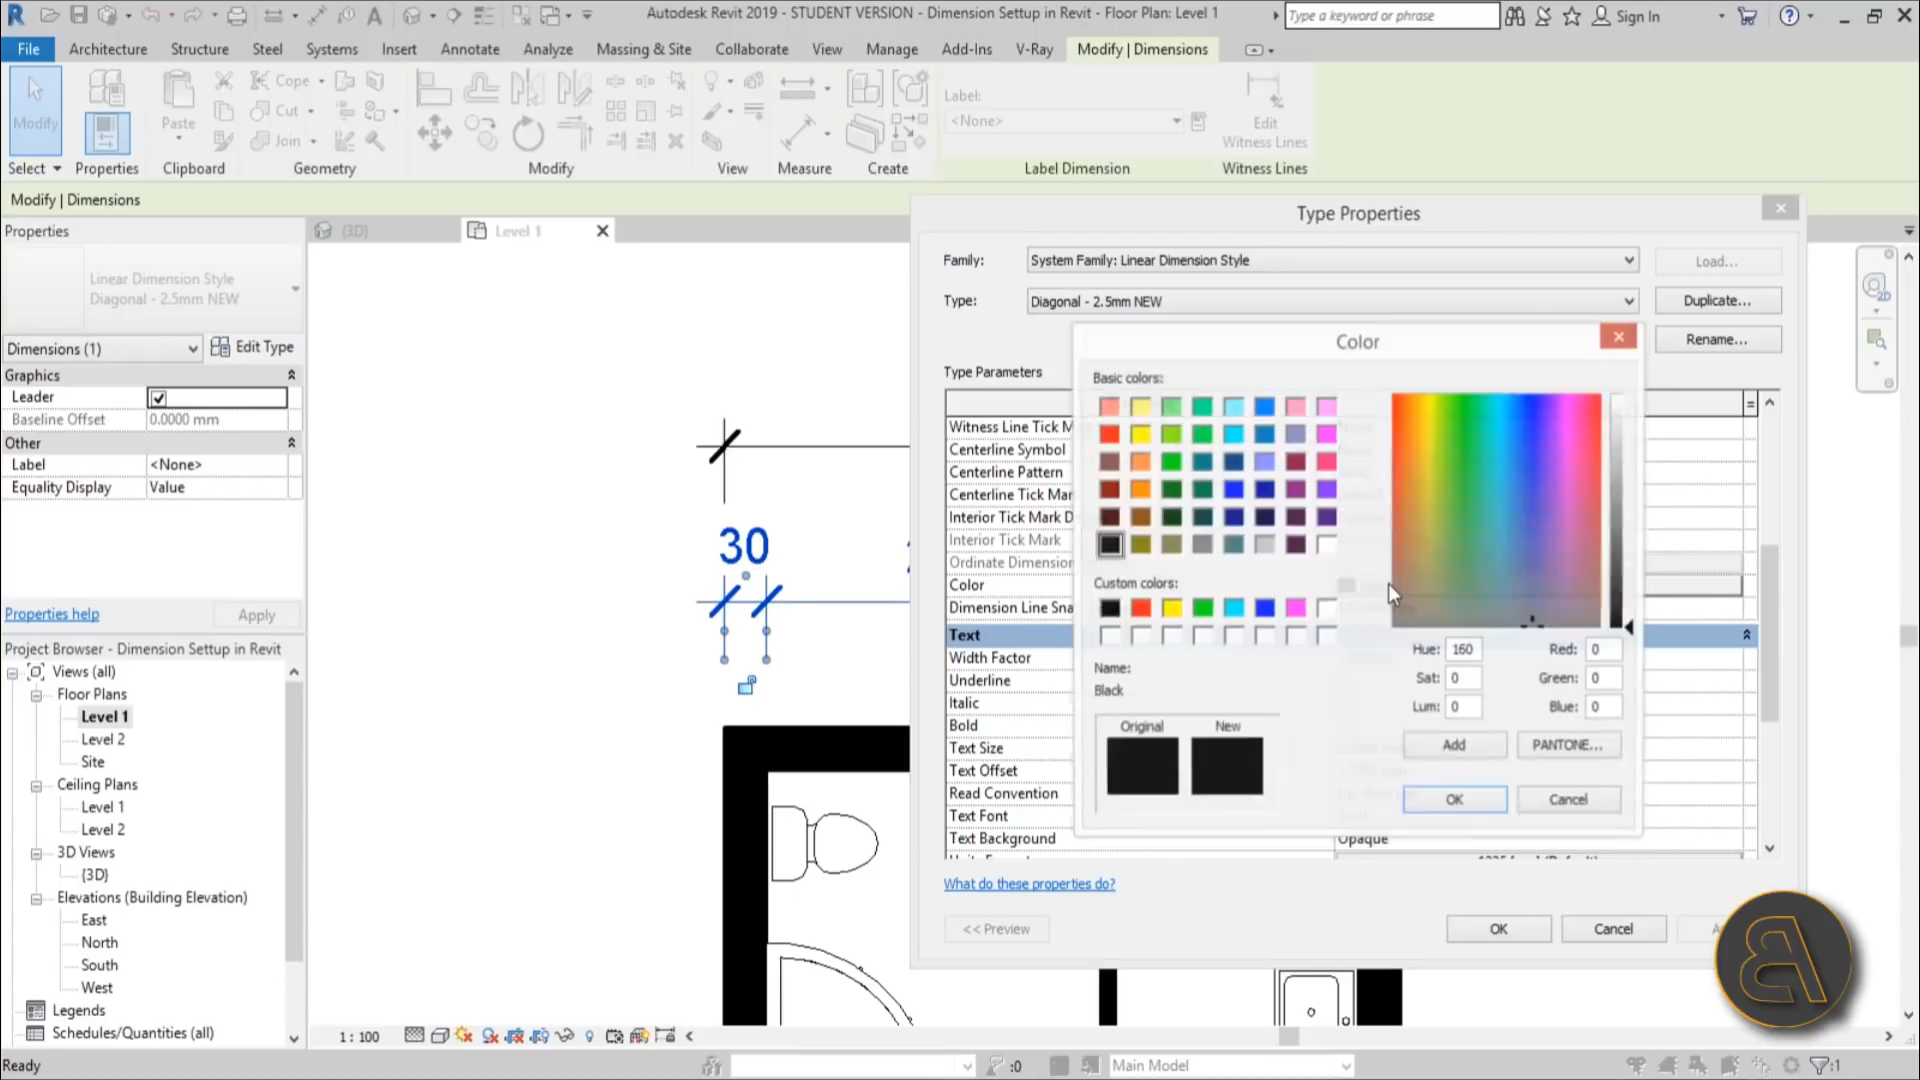 Autodesk Revit 2019 - STUDENT VERSION - Dimension Settup in Revit - Floor Plan: Level 1
Type a keyword or phrase
Sign In
File Architecture Structure Steel Systems Insert Annotate Analyze Massing & Site Collaborate View Manage Add-Ins V-Ray Modify | Dimensions
Modify
Paste
Cope
Cut
Join
Label:
<None>
Edit
Witness Lines
Select Properties Clipboard Geometry Modify View Measure Create Label Dimension Witness Lines
Modify | Dimensions
Properties
Linear Dimension Style
Diagonal - 2.5mm NEW
Dimensions (1)
Edit Type
Graphics
Leader
Baseline Offset 0.0000 mm
Other
Label <None>
Equality Display Value
Properties help
Apply
Project Browser - Dimension Settup in Revit
Views (all)
Floor Plans
Level 1
Level 2
Site
Ceiling Plans
Level 1
Level 2
3D Views
{3D}
Elevations (Building Elevation)
East
North
South
West
Legends
Schedules/Quantities (all)
Ready
{3D}
Level 1
30
1 : 100
:0
Main Model
:1
Type Properties
Family: System Family: Linear Dimension Style
Load...
Type: Diagonal - 2.5mm NEW
Duplicate...
Rename...
Type Parameters
=
Witness Line Tick M
Centerline Symbol
Centerline Pattern
Centerline Tick Mar
Interior Tick Mark D
Interior Tick Mark
Ordinate Dimension
Color
Dimension Line Sna
Text
Width Factor
Underline
Italic
Bold
Text Size
Text Offset
Read Convention
Text Font
Text Background Opaque
What do these properties do?
<< Preview
OK
Cancel
Color
Basic colors:
Custom colors:
Name:
Black
Original New
Hue: 160 Red: 0
Sat: 0 Green: 0
Lum: 0 Blue: 0
Add PANTONE...
OK Cancel